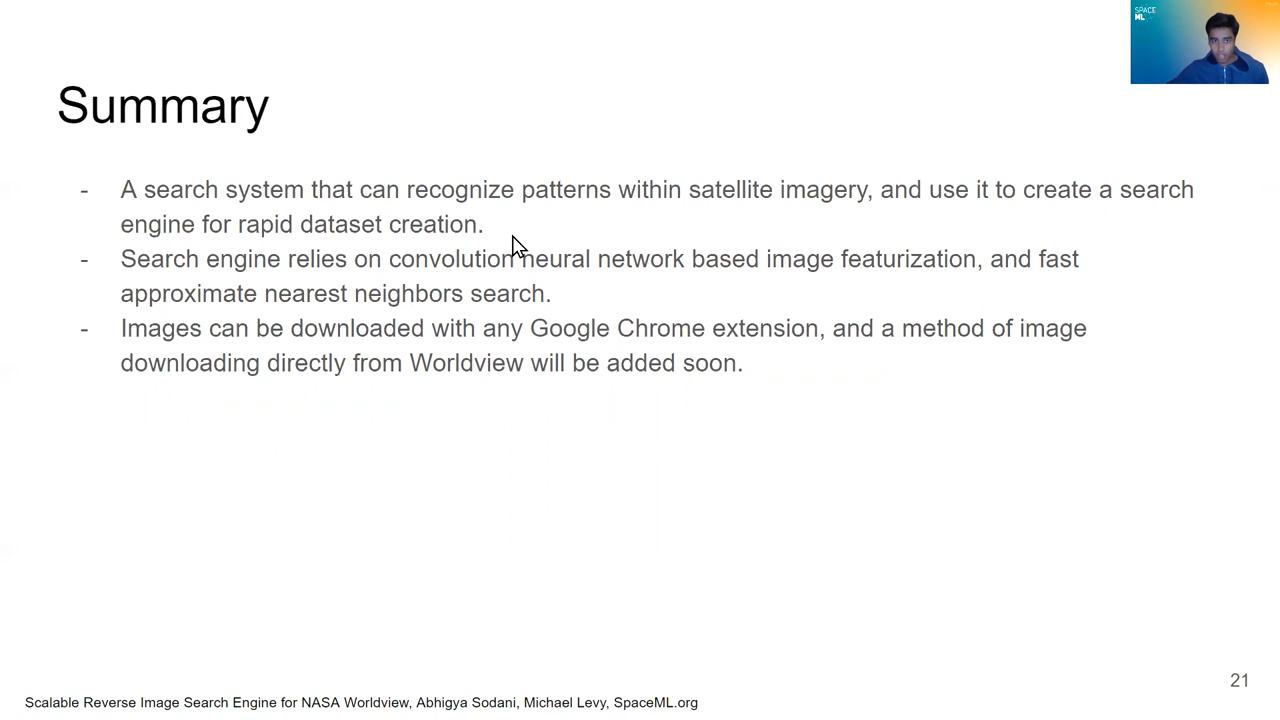 SPACE
ML
Summary
- A search system that can recognize patterns within satellite imagery, and use it to create a search
engine for rapid dataset creation.
- Search engine relies on convolution neural network based image featurization, and fast
approximate nearest neighbors search.
- Images can be downloaded with any Google Chrome extension, and a method of image
downloading directly from Worldview will be added soon.
21
Scalable Reverse Image Search Engine for NASA Worldview, Abhigya Sodani, Michael Levy, SpaceML.org